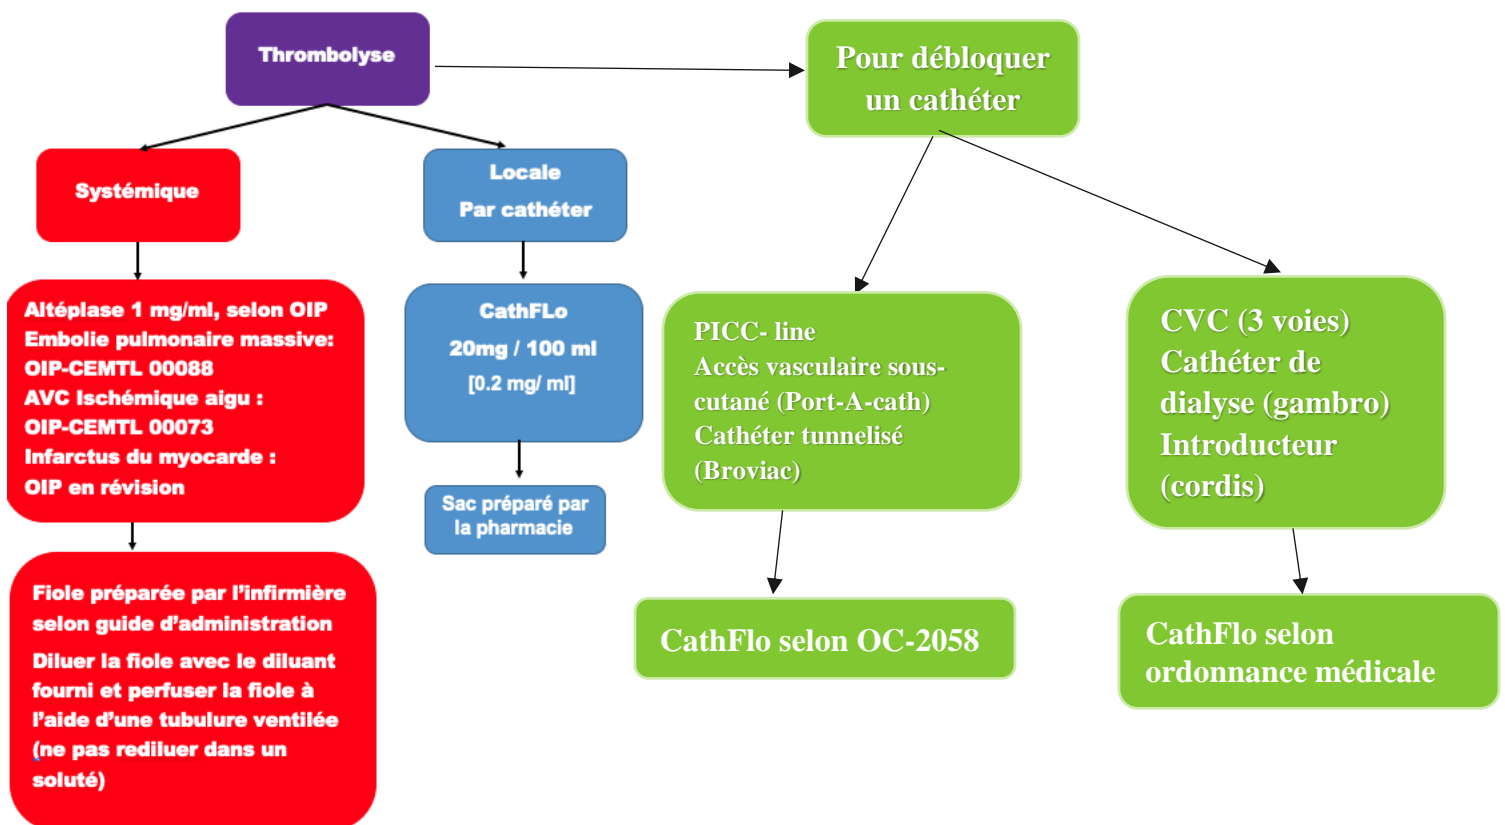 Thrombolyse
Pour débloquer
un cathéter
Systémique
Locale
Par cathéter
Altéplase 1 mg/ml, selon OIP
Embolie pulmonaire massive:
OIP-CEMTL 00088
AVC Ischémique aigu :
OIP-CEMTL 00073
Infarctus du myocarde :
OIP en révision
CathFLo
20mg / 100 ml
[0.2 mg/ ml]
PICC- line
Accès vasculaire sous-
cutané (Port-A-cath)
Cathéter tunnelisé
(Broviac)
CVC (3 voies)
Cathéter de
dialyse (gambro)
Introducteur
(cordis)
Sac préparé par
la pharmacie
Fiole préparée par l'infirmière
selon guide d'administration
Diluer la fiole avec le diluant
fourni et perfuser la fiole à
l'aide d'une tubulure ventilée
(ne pas rediluer dans un
soluté)
CathFlo selon OC-2058
CathFlo selon
ordonnance médicale